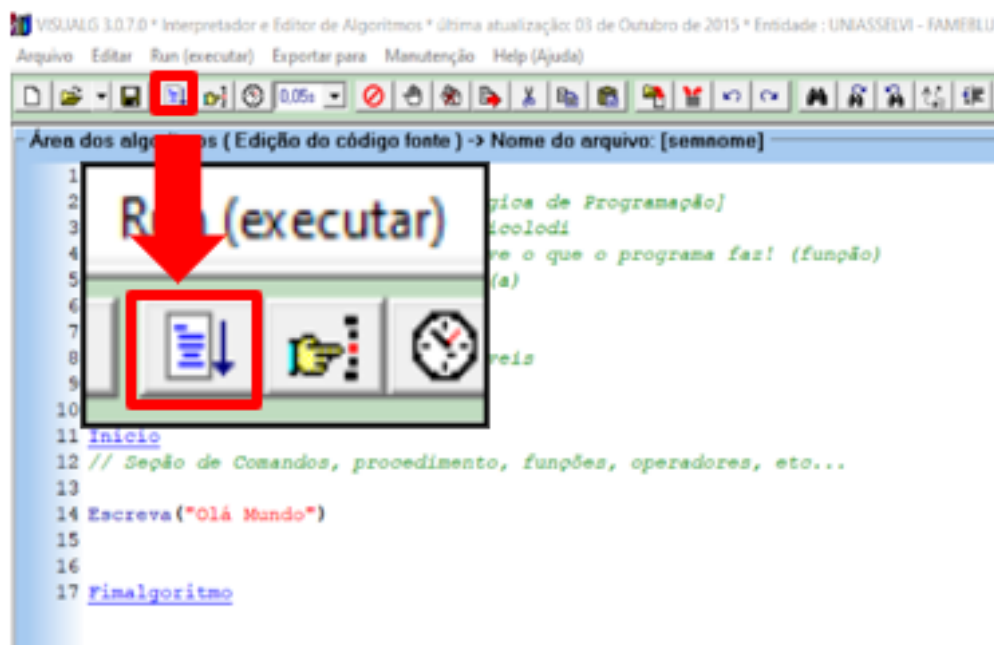 VISUALG 3.0.7.0 * Interpretador e Editor de Algoritmos * última atualização: 03 de Outubro de 2015 * Entidade : UNIASSELVI - FAMEBLU
Arquivo Editar Run (executar) Exportar para Manutenção Help (Ajuda)
0,05s
Área dos algoritmos ( Edição do código fonte ) -> Nome do arquivo: [semnome]
1
2 gica de Programação]
3 icolodi
4 re o que o programa faz! (função)
5 (a)
6
7
8 veis
9
10
Run (executar)
11 Inicio
12 // Seção de Comandos, procedimento, funções, operadores, etc...
13
14 Escreva("Olá Mundo")
15
16
17 Fimalgoritmo